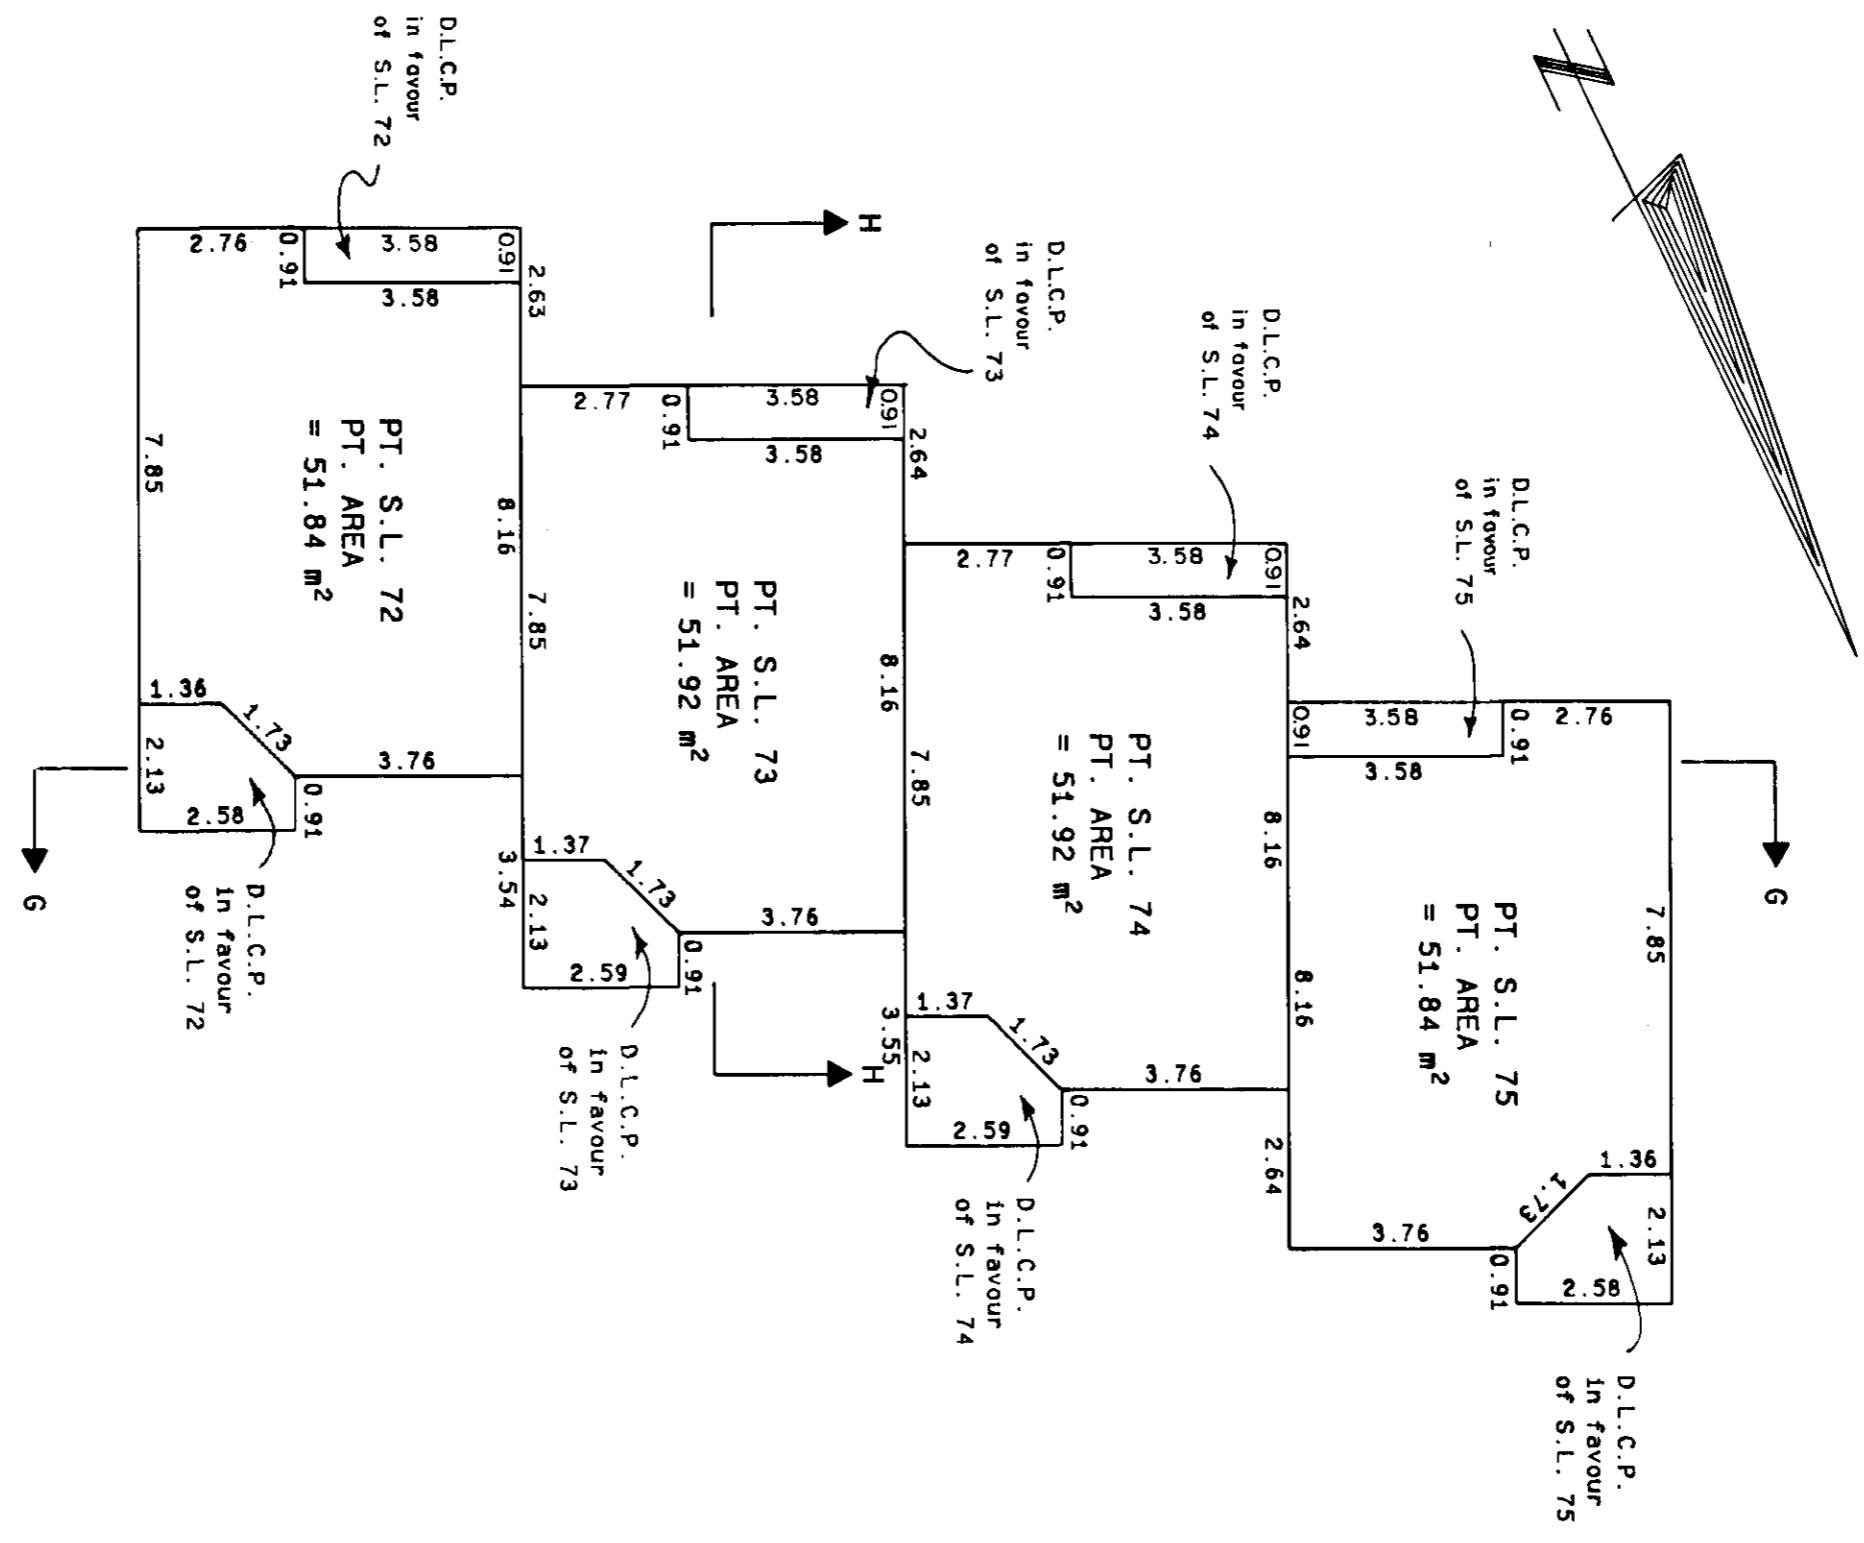 D.L.C.P.
in favour
of S.L. 72
D.L.C.P.
in favour
of S.L. 73
D.L.C.P.
in favour
of S.L. 74
D.L.C.P.
in favour
of S.L. 75
H
2.76
0.91
3.58
0.91
3.58
2.63
7.85
PT. S.L. 72
PT. AREA
= 51.84 m²
8.16
1.36
1.73
3.76
2.13
2.58
0.91
G
D.L.C.P.
in favour
of S.L. 72
2.77
0.91
3.58
0.91
3.58
2.64
7.85
PT. S.L. 73
PT. AREA
= 51.92 m²
8.16
3.54
1.37
1.73
3.76
2.13
2.59
0.91
H
D.L.C.P.
in favour
of S.L. 73
2.77
0.91
3.58
0.91
3.58
2.64
7.85
PT. S.L. 74
PT. AREA
= 51.92 m²
8.16
3.55
1.37
1.73
3.76
2.13
2.59
0.91
2.64
D.L.C.P.
in favour
of S.L. 74
0.91
3.58
0.91
3.58
2.76
G
8.16
PT. S.L. 75
PT. AREA
= 51.84 m²
7.85
1.36
1.73
3.76
2.13
0.91
2.58
D.L.C.P.
in favour
of S.L. 75